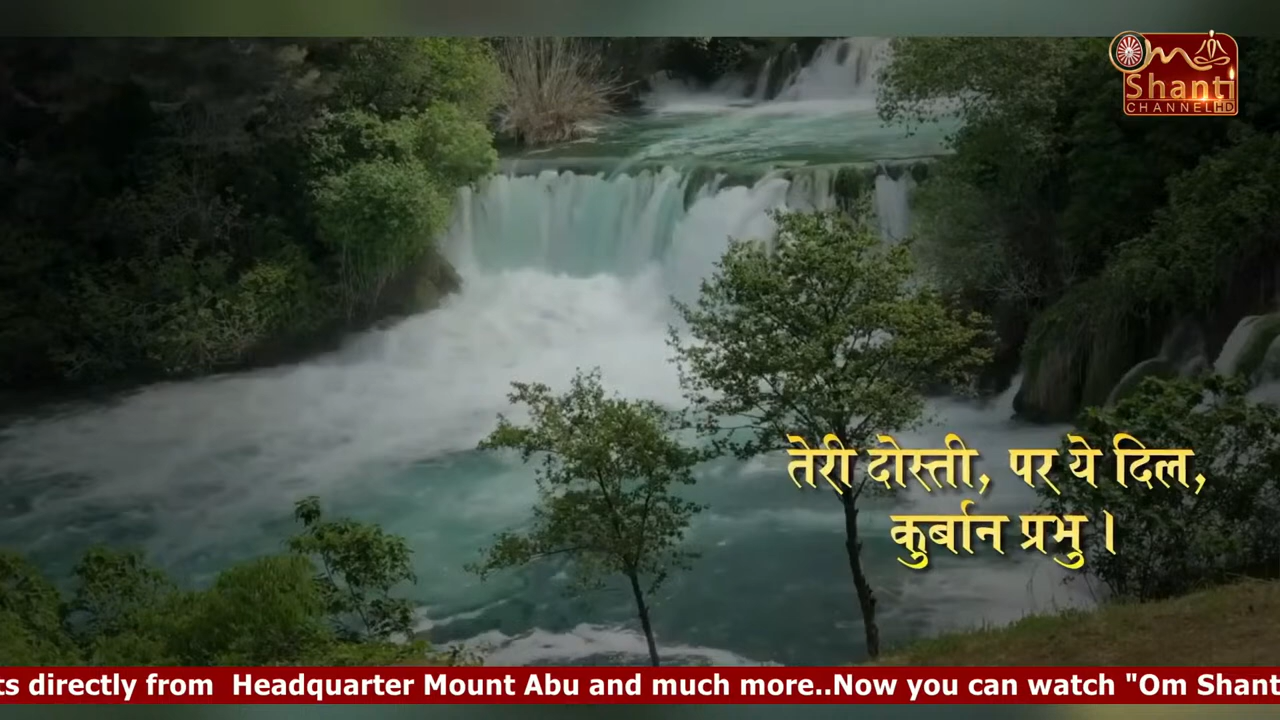 Om
Shanti
CHANNEL HD
तेरी दोस्ती, पर ये दिल,
कुर्बान प्रभु ।
ts directly from  Headquarter Mount Abu and much more..Now you can watch "Om Shant